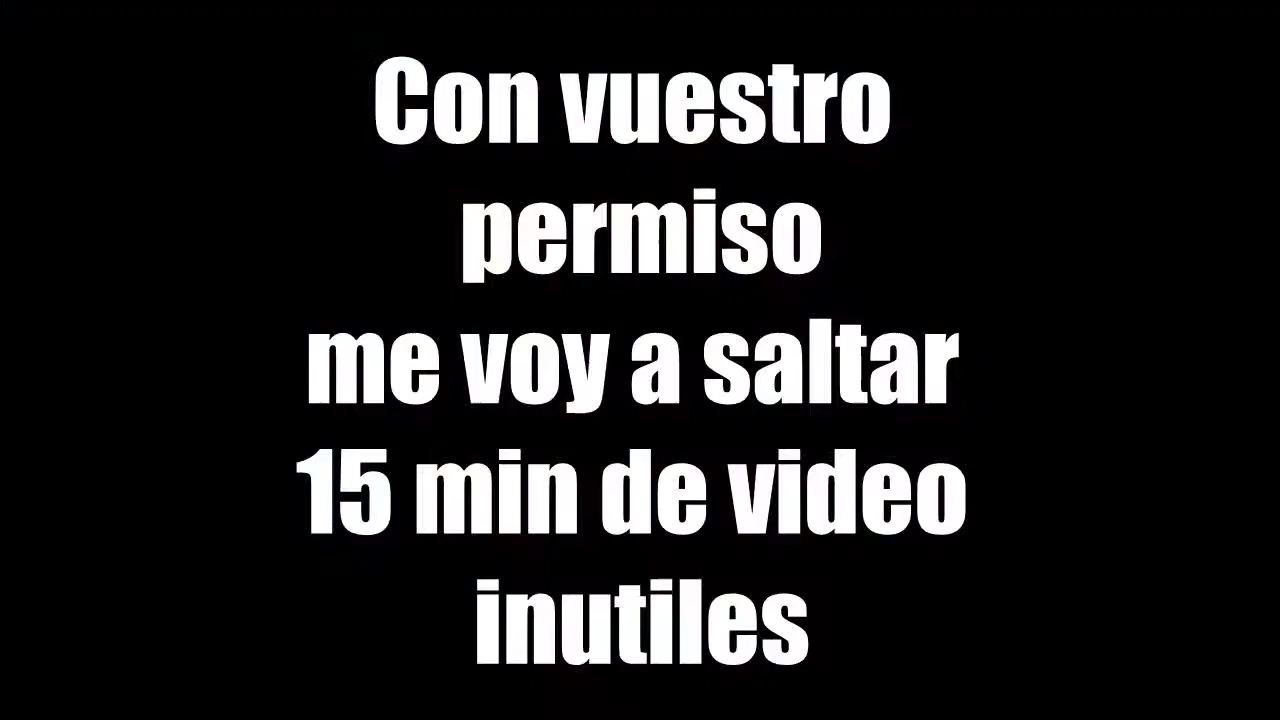 Con vuestro
permiso
me voy a saltar
15 min de video
inutiles